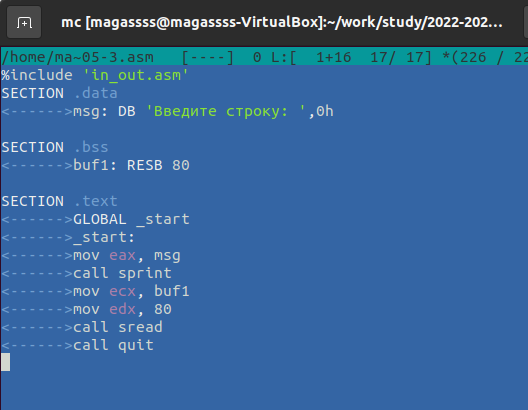 mc [magassss@magassss-VirtualBox]:~/work/study/2022-202...
/home/ma~05-3.asm   [----]  0 L:[  1+16  17/ 17] *(226 / 22
%include 'in_out.asm'
SECTION .data
<------>msg: DB 'Введите строку: ',0h

SECTION .bss
<------>buf1: RESB 80

SECTION .text
<------>GLOBAL _start
<------>_start:
<------>mov eax, msg
<------>call sprint
<------>mov ecx, buf1
<------>mov edx, 80
<------>call sread
<------>call quit